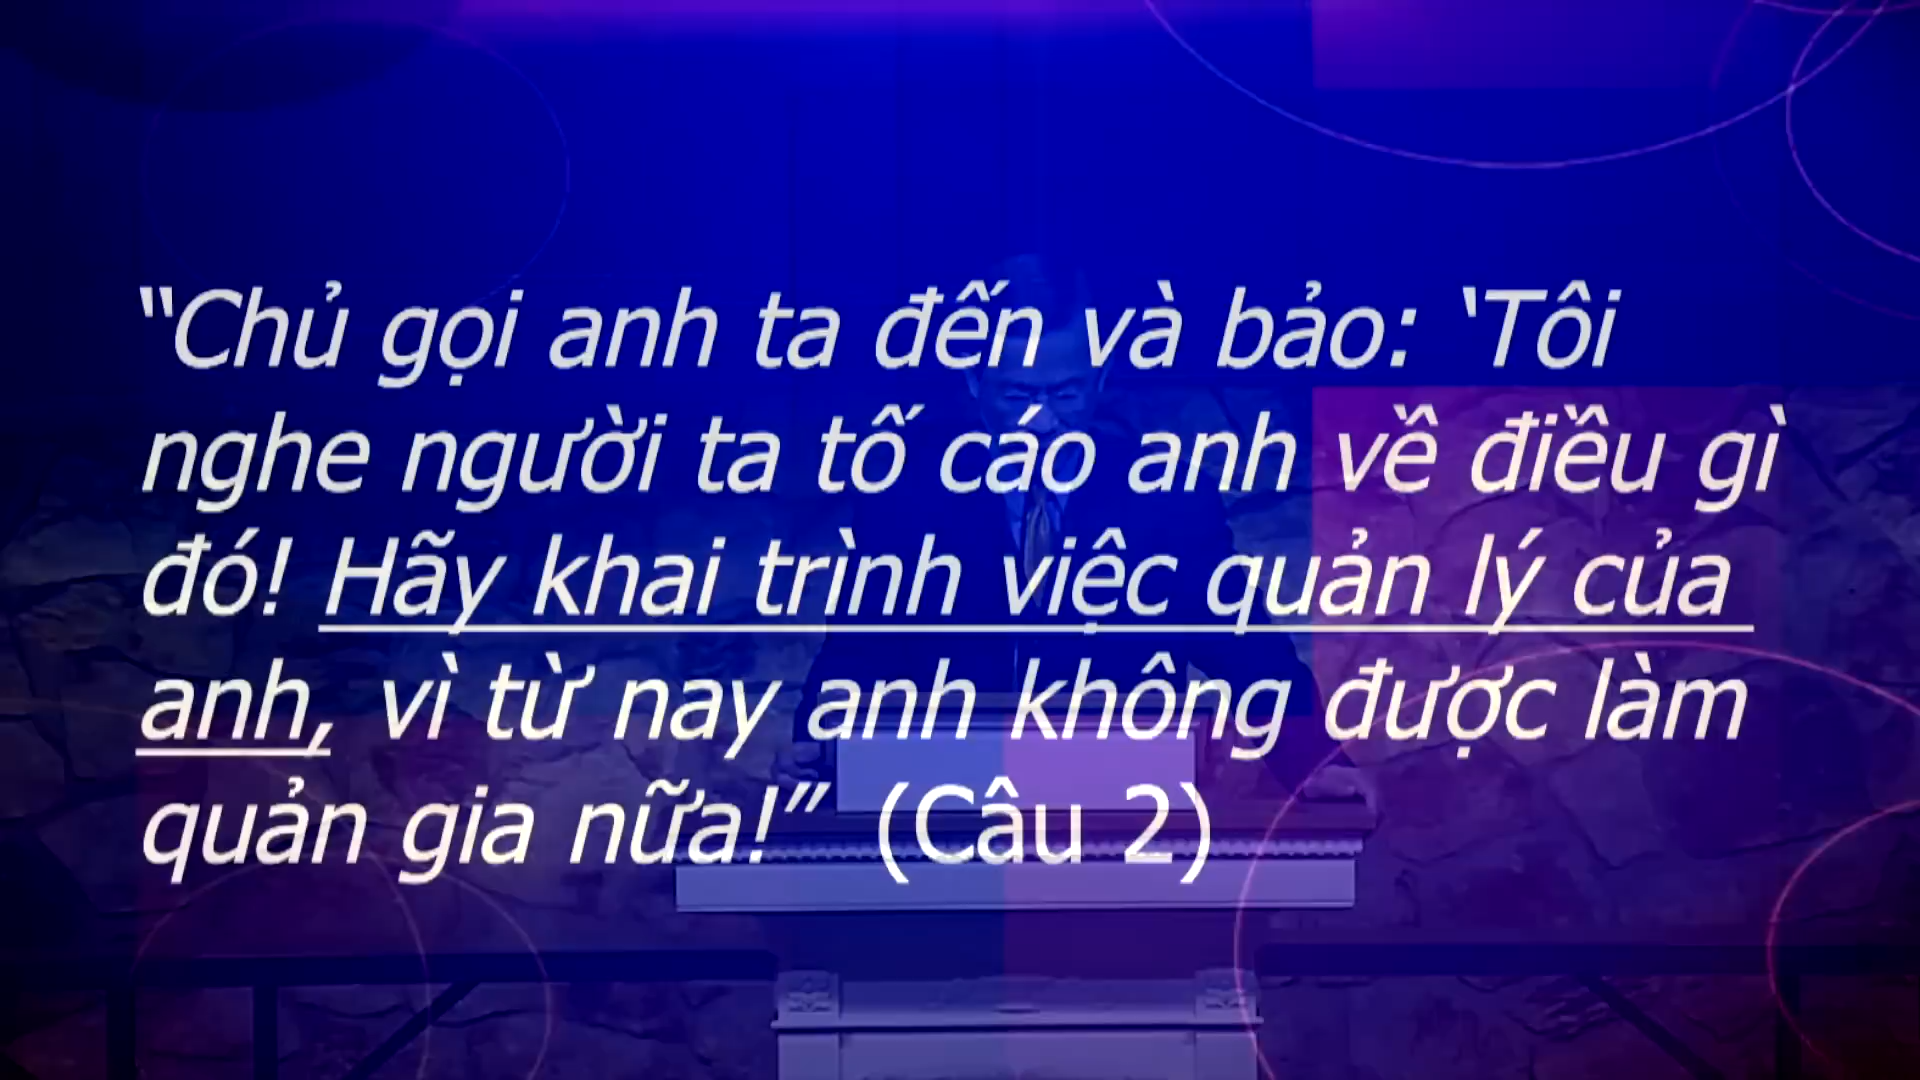 “Chủ gọi anh ta đến và bảo: ‘Tôi
nghe người ta tố cáo anh về điều gì
đó! Hãy khai trình việc quản lý của
anh, vì từ nay anh không được làm
quản gia nữa!” (Câu 2)